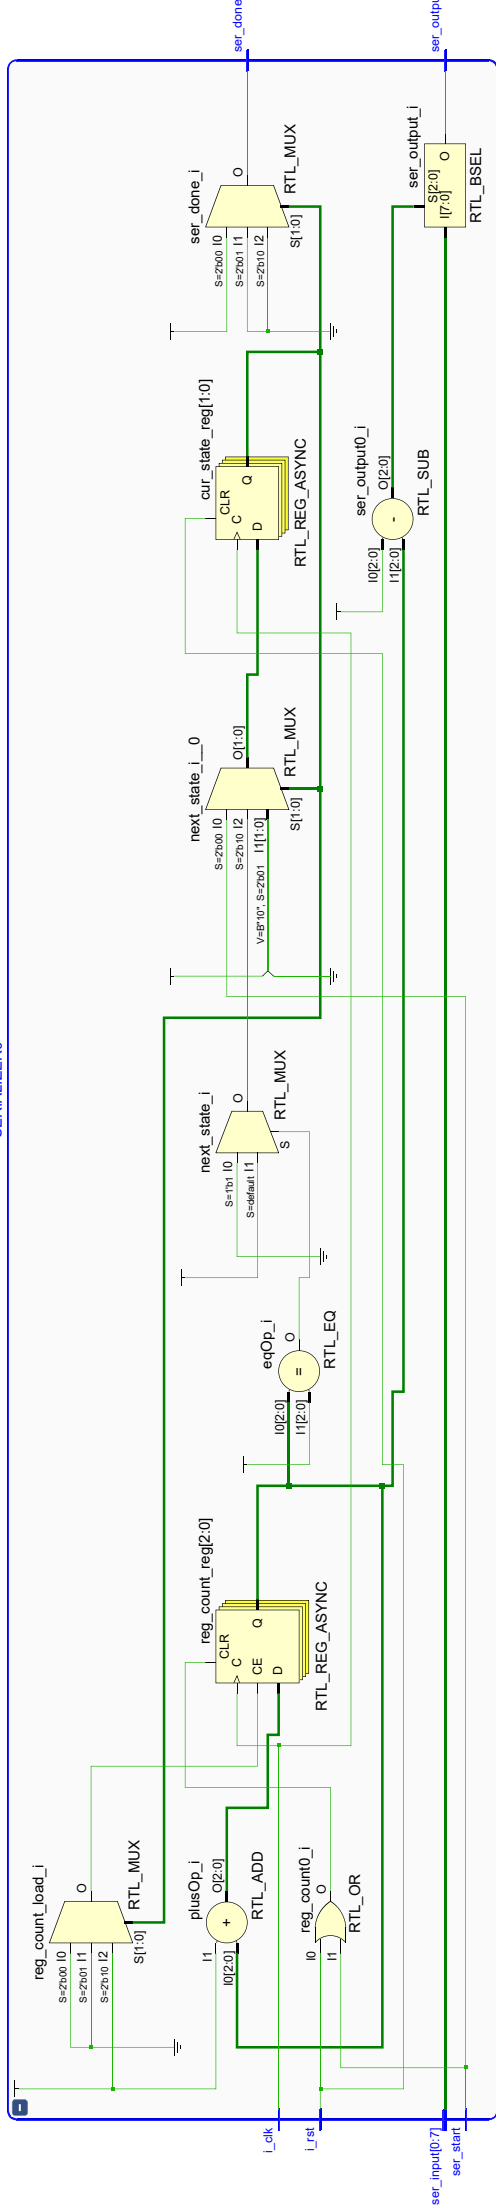 SERIALIZER0
reg_count_load_i
S=2'b00 I0
S=2'b01 I1
S=2'b10 I2
O
S[1:0]
RTL_MUX
plusOp_i
I1
I0[2:0]
+
O[2:0]
RTL_ADD
reg_count0_i
I0
I1
O
RTL_OR
i_clk
i_rst
ser_input[0:7]
ser_start
reg_count_reg[2:0]
CLR
C
CE
D
Q
RTL_REG_ASYNC
eqOp_i
I0[2:0]
I1[2:0]
=
O
RTL_EQ
next_state_i
S=1'b1 I0
S=default I1
O
S
RTL_MUX
next_state_i__0
S=2'b00 I0
S=2'b10 I2
V=B"10", S=2'b01 I1[1:0]
O[1:0]
S[1:0]
RTL_MUX
cur_state_reg[1:0]
CLR
C
D
Q
RTL_REG_ASYNC
ser_output0_i
I0[2:0]
I1[2:0]
-
O[2:0]
RTL_SUB
ser_done_i
S=2'b00 I0
S=2'b01 I1
S=2'b10 I2
O
S[1:0]
RTL_MUX
ser_output_i
S[2:0]
I[7:0]
O
RTL_BSEL
ser_done
ser_outpu